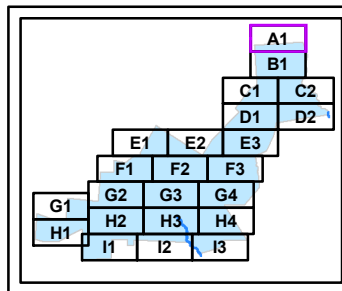 A1
B1
C1 C2
D1 D2
E1 E2 E3
F1 F2 F3
G1 G2 G3 G4
H1 H2 H3 H4
I1 I2 I3